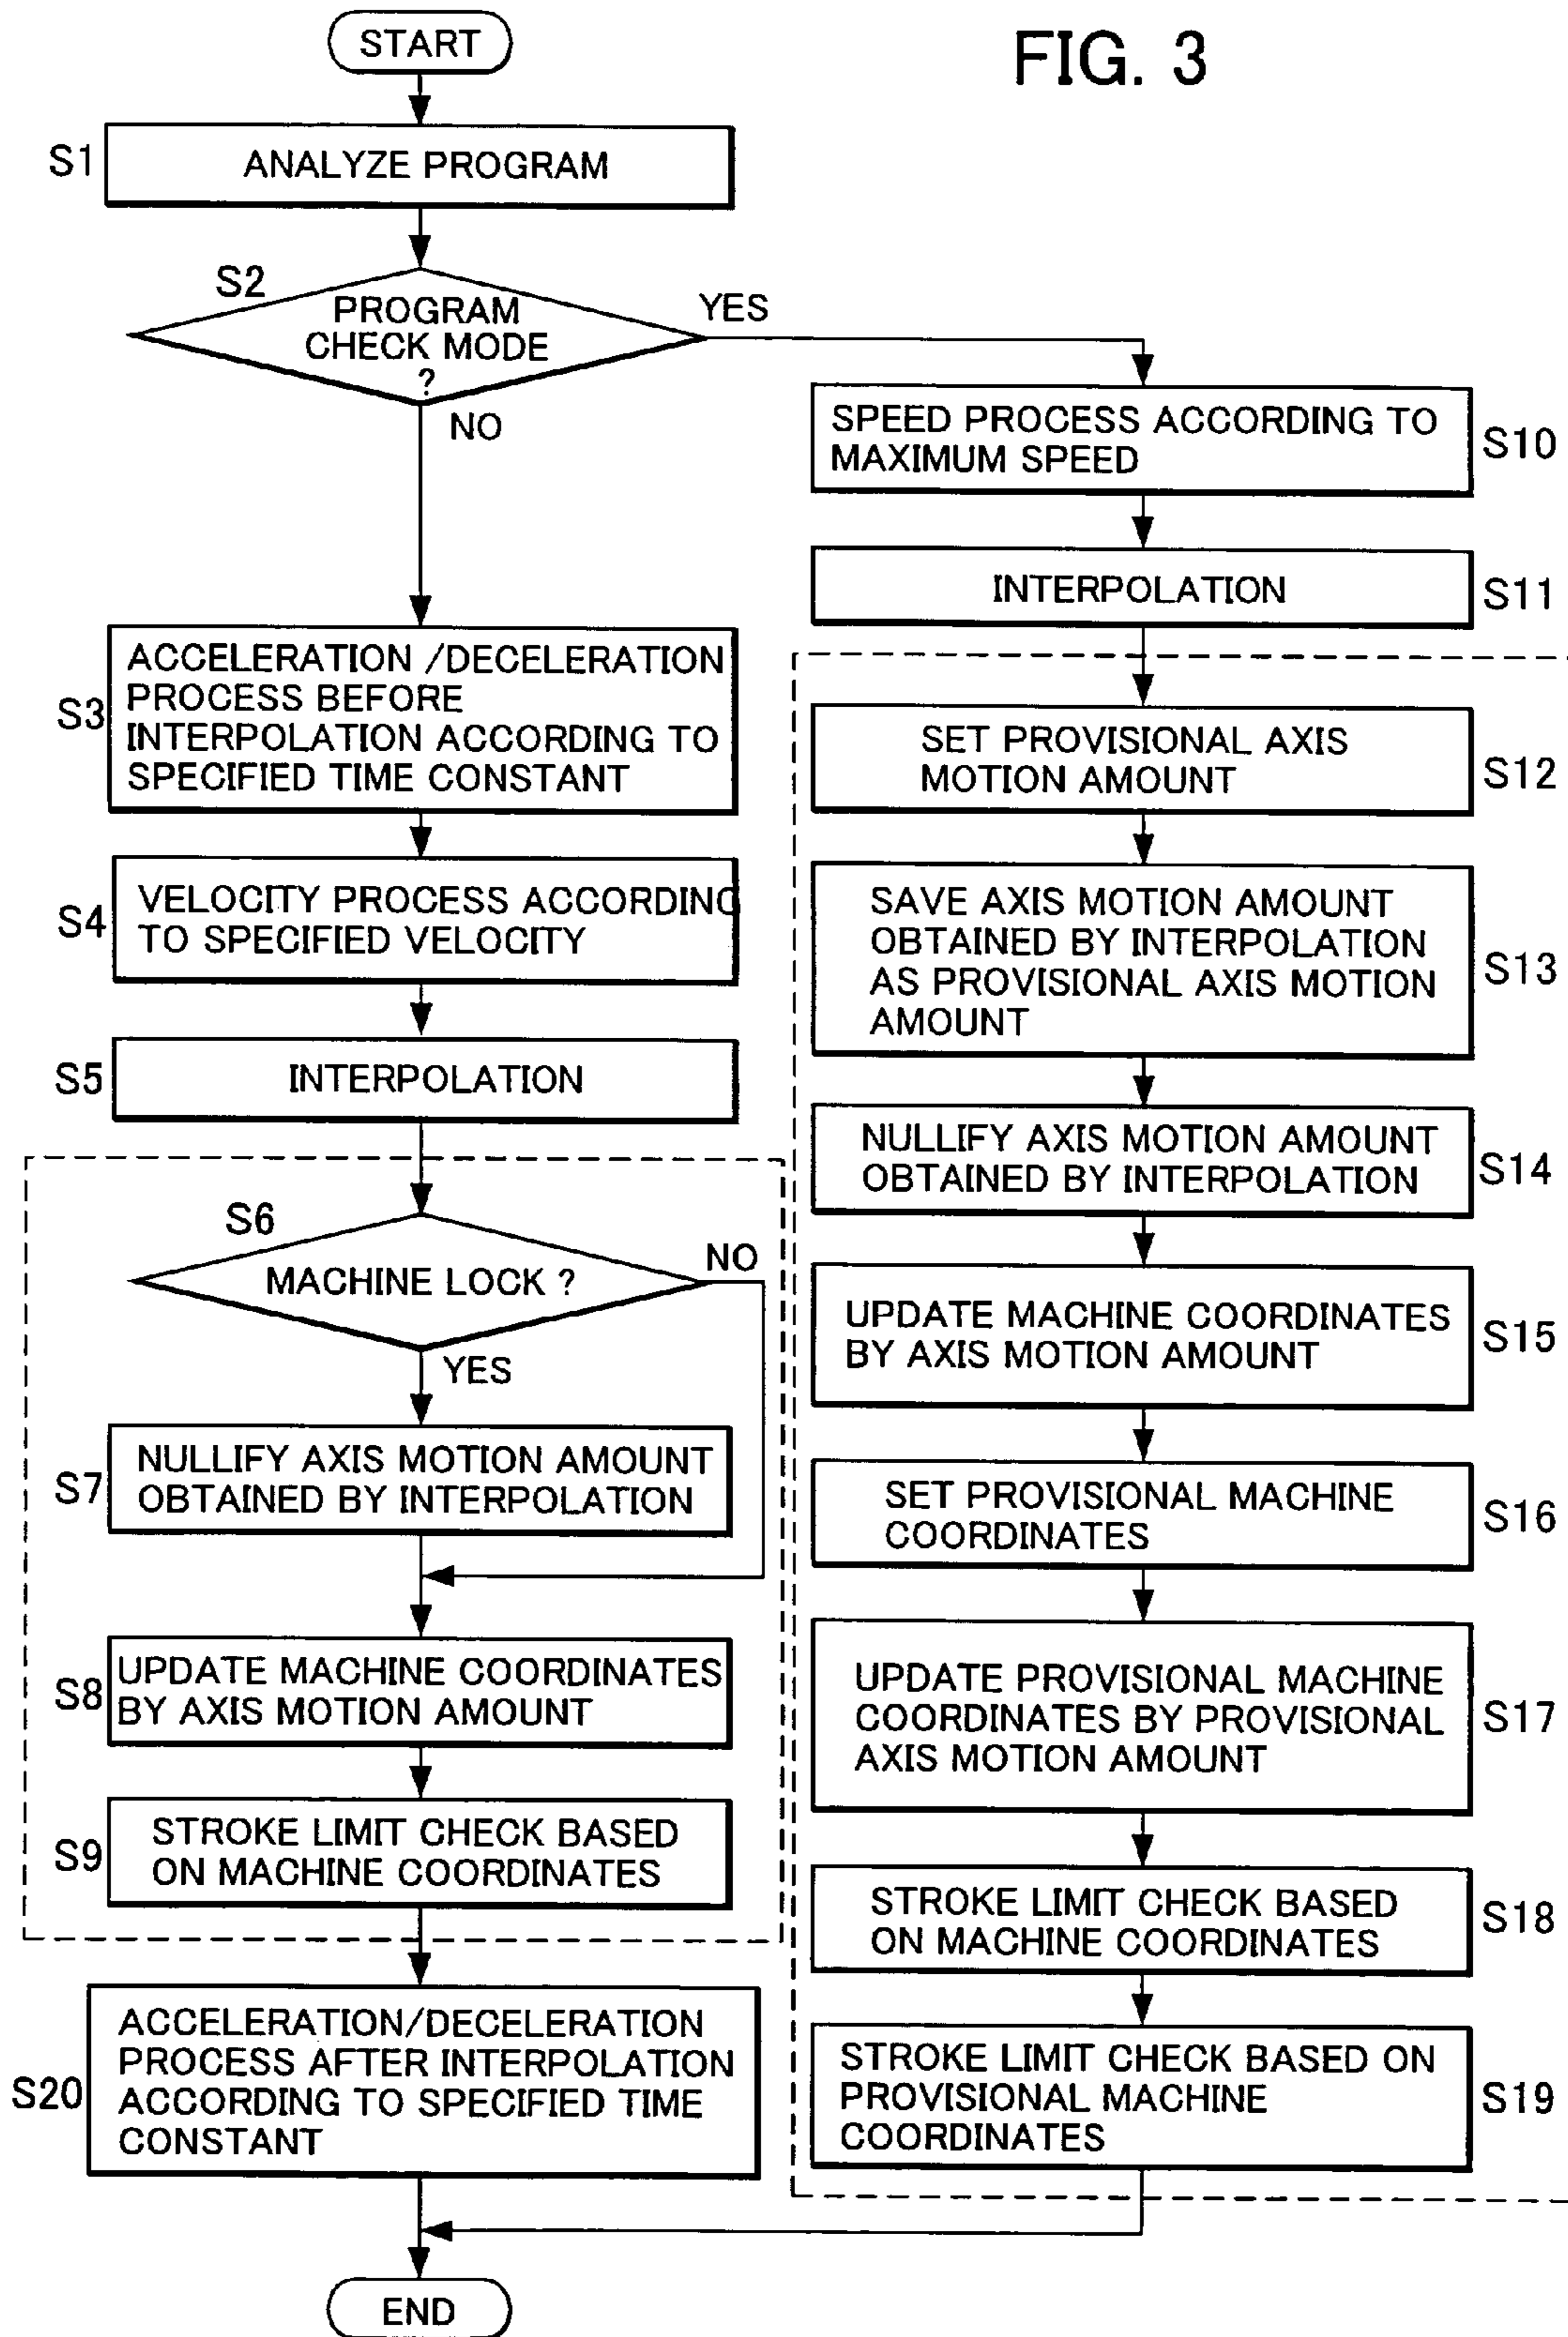 FIG. 3
START
S1
ANALYZE PROGRAM
S2
PROGRAM
CHECK MODE
?
YES
NO
S3
ACCELERATION /DECELERATION
PROCESS BEFORE
INTERPOLATION ACCORDING TO
SPECIFIED TIME CONSTANT
S4
VELOCITY PROCESS ACCORDING
TO SPECIFIED VELOCITY
S5
INTERPOLATION
S6
MACHINE LOCK ?
NO
YES
S7
NULLIFY AXIS MOTION AMOUNT
OBTAINED BY INTERPOLATION
S8
UPDATE MACHINE COORDINATES
BY AXIS MOTION AMOUNT
S9
STROKE LIMIT CHECK BASED
ON MACHINE COORDINATES
S20
ACCELERATION/DECELERATION
PROCESS AFTER INTERPOLATION
ACCORDING TO SPECIFIED TIME
CONSTANT
END
SPEED PROCESS ACCORDING TO
MAXIMUM SPEED
S10
INTERPOLATION
S11
SET PROVISIONAL AXIS
MOTION AMOUNT
S12
SAVE AXIS MOTION AMOUNT
OBTAINED BY INTERPOLATION
AS PROVISIONAL AXIS MOTION
AMOUNT
S13
NULLIFY AXIS MOTION AMOUNT
OBTAINED BY INTERPOLATION
S14
UPDATE MACHINE COORDINATES
BY AXIS MOTION AMOUNT
S15
SET PROVISIONAL MACHINE
COORDINATES
S16
UPDATE PROVISIONAL MACHINE
COORDINATES BY PROVISIONAL
AXIS MOTION AMOUNT
S17
STROKE LIMIT CHECK BASED
ON MACHINE COORDINATES
S18
STROKE LIMIT CHECK BASED ON
PROVISIONAL MACHINE
COORDINATES
S19